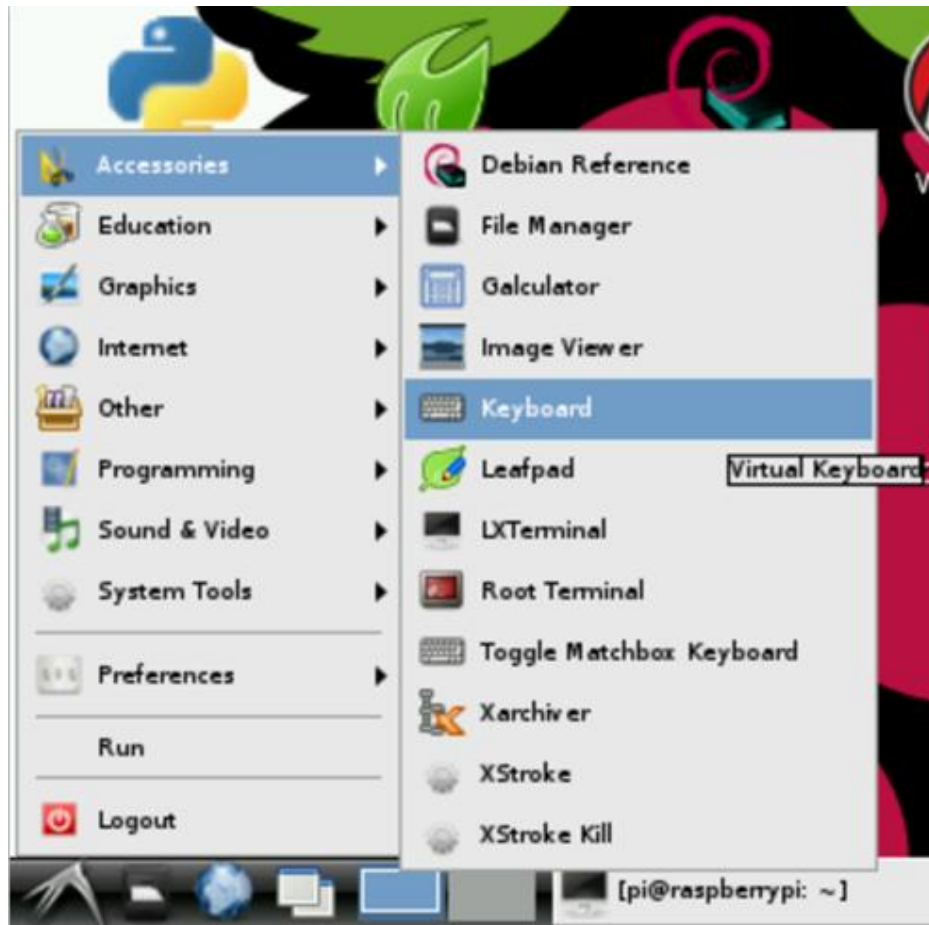 Accessories
Education
Graphics
Internet
Other
Programming
Sound & Video
System Tools
Preferences
Run
Logout
Debian Reference
File Manager
Galculator
Image Viewer
Keyboard
Leafpad
Virtual Keyboard
LXTerminal
Root Terminal
Toggle Matchbox Keyboard
Xarchiver
XStroke
XStroke Kill
[pi@raspberrypi: ~]